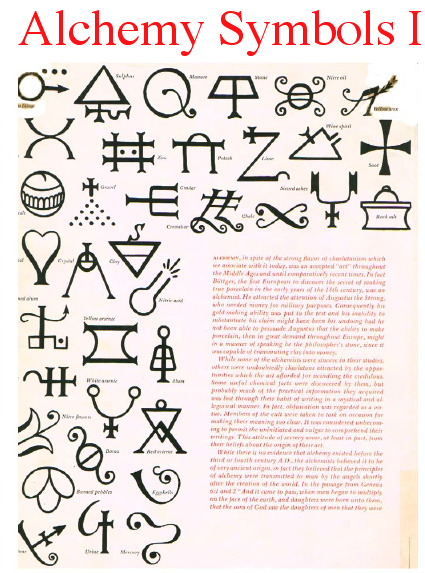 Alchemy Symbols I
Sulphur
Manure
Stone
Nitre oil
Yellow wax
Wine spirit
Zinc
Potash
Lime
Soot
Gravel
Cinder
Nicotashes
Rock salt
Cucumber
Chalk
Crystal
Clay
Nitric acid
Yellow arsenic
White arsenic
Alum
Nitre flowers
Borax
Red arsenic
Burned pebbles
Eggshells
Urine
Mercury
ALCHEMY, in spite of the strong flavor of charlatanism which
we associate with it today, was an accepted "art" throughout
the Middle Ages and until comparatively recent times. In fact
Böttger, the first European to discover the secret of making
true porcelain in the early years of the 18th century, was an
alchemist. He attracted the attention of Augustus the Strong,
who needed money for military purposes. Consequently his
gold-making ability was put to the test and his inability to
substantiate his claim might have been his undoing had he
not been able to persuade Augustus that the ability to make
porcelain, then in great demand throughout Europe, might
in a manner of speaking be the philosopher's stone, since it
was capable of transmuting clay into money.
While some of the alchemists were sincere in their studies,
others were undoubtedly charlatans attracted by the oppor-
tunities which the art afforded for swindling the credulous.
Some useful chemical facts were discovered by them, but
probably much of the practical information they acquired
was lost through their habit of writing in a mystical and al-
legorical manner. In fact, obfuscation was regarded as a vir-
tue. Members of the cult were taken to task on occasion for
making their meaning too clear. It was considered unbecom-
ing to permit the uninitiated and vulgar to comprehend their
writings. This attitude of secrecy arose, at least in part, from
their beliefs about the origin of their art.
While there is no evidence that alchemy existed before the
third or fourth century A.D., the alchemists believed it to be
of very ancient origin, in fact they believed that the principles
of alchemy were transmitted to man by the angels shortly
after the creation of the world. In the passage from Genesis
6:1 and 2 "And it came to pass, when men began to multiply
on the face of the earth, and daughters were born unto them,
that the sons of God saw the daughters of men that they were